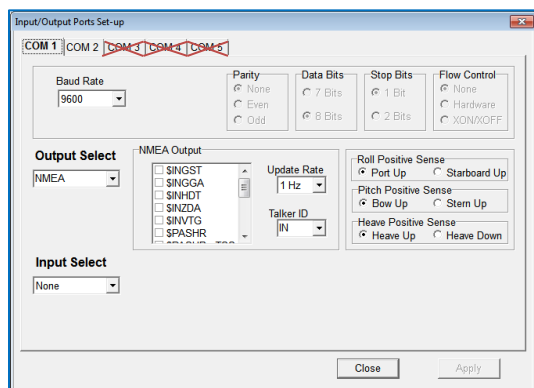 Input/Output Ports Set-up
COM 1 COM 2 COM 3 COM 4 COM 5
Baud Rate
9600
Parity
None
Even
Odd
Data Bits
7 Bits
8 Bits
Stop Bits
1 Bit
2 Bits
Flow Control
None
Hardware
XON/XOFF
Output Select
NMEA
NMEA Output
$INGST
$INGGA
$INHDT
$INZDA
$INVTG
$PASHR
Update Rate
1 Hz
Talker ID
IN
Roll Positive Sense
Port Up Starboard Up
Pitch Positive Sense
Bow Up Stern Up
Heave Positive Sense
Heave Up Heave Down
Input Select
None
Close Apply